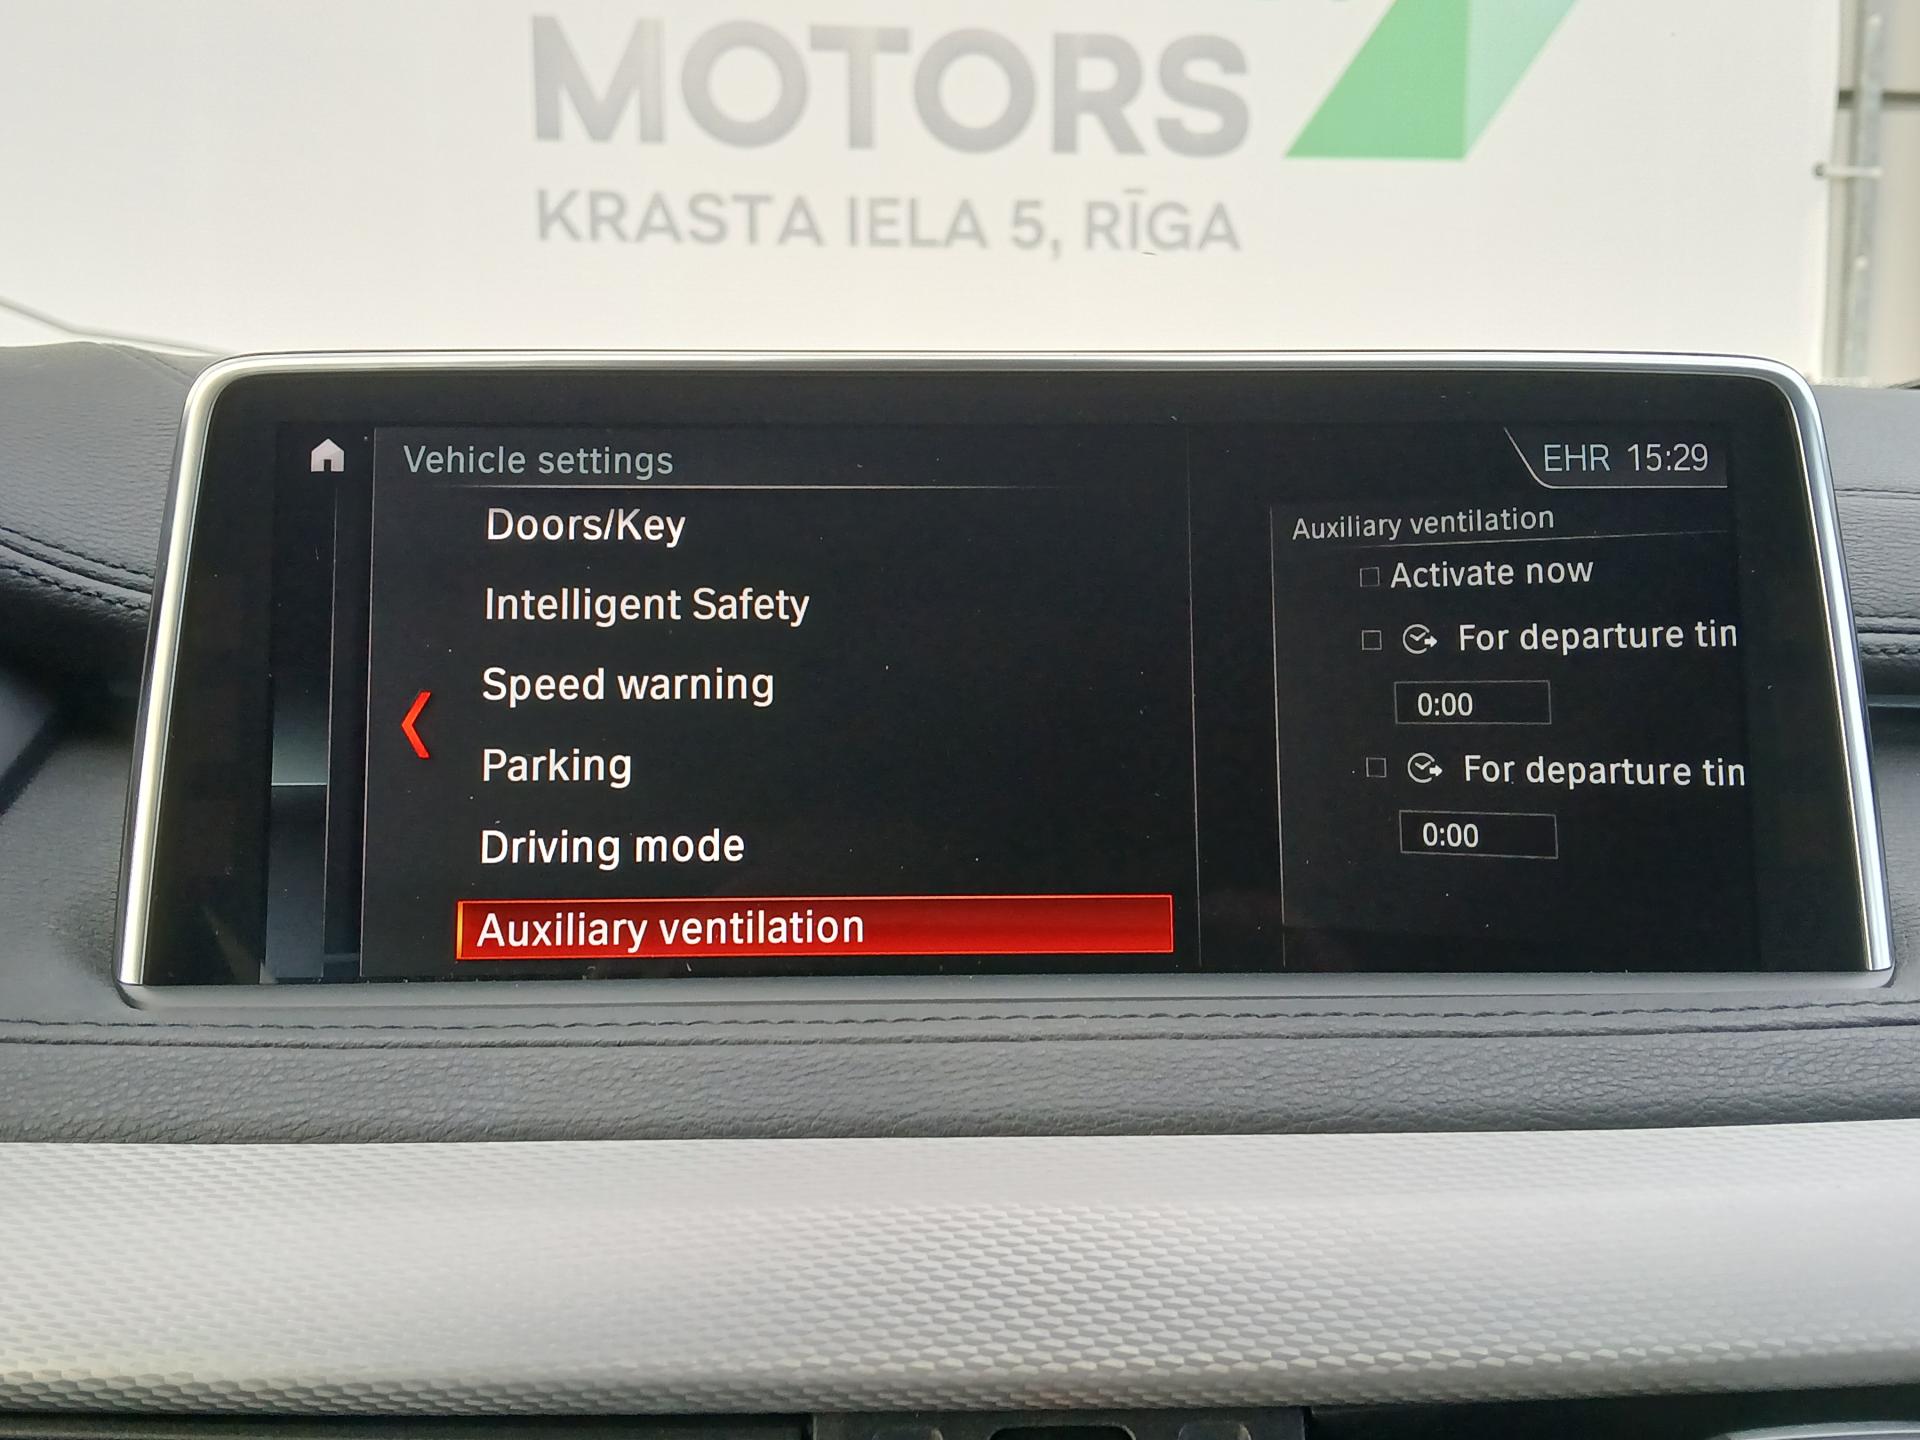 MOTORS
KRASTA IELA 5, RĪGA
Vehicle settings
EHR 15:29
Doors/Key
Intelligent Safety
Speed warning
Parking
Driving mode
Auxiliary ventilation
Auxiliary ventilation
Activate now
For departure tin
0:00
For departure tin
0:00